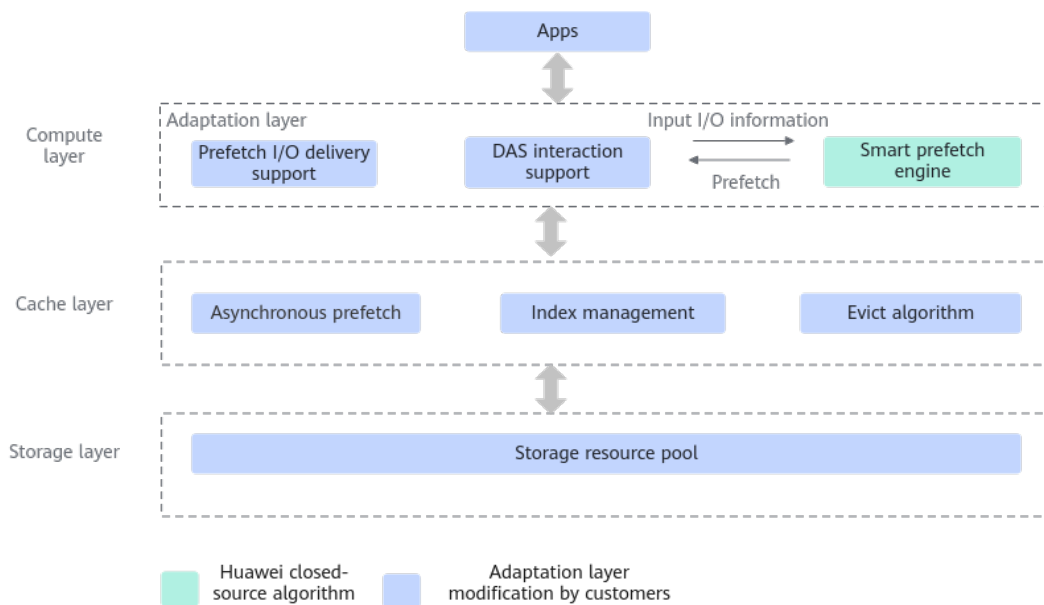 Apps
Compute
layer
Adaptation layer
Input I/O information
Prefetch I/O delivery
support
DAS interaction
support
Smart prefetch
engine
Prefetch
Cache layer
Asynchronous prefetch
Index management
Evict algorithm
Storage layer
Storage resource pool
Huawei closed-
source algorithm
Adaptation layer
modification by customers